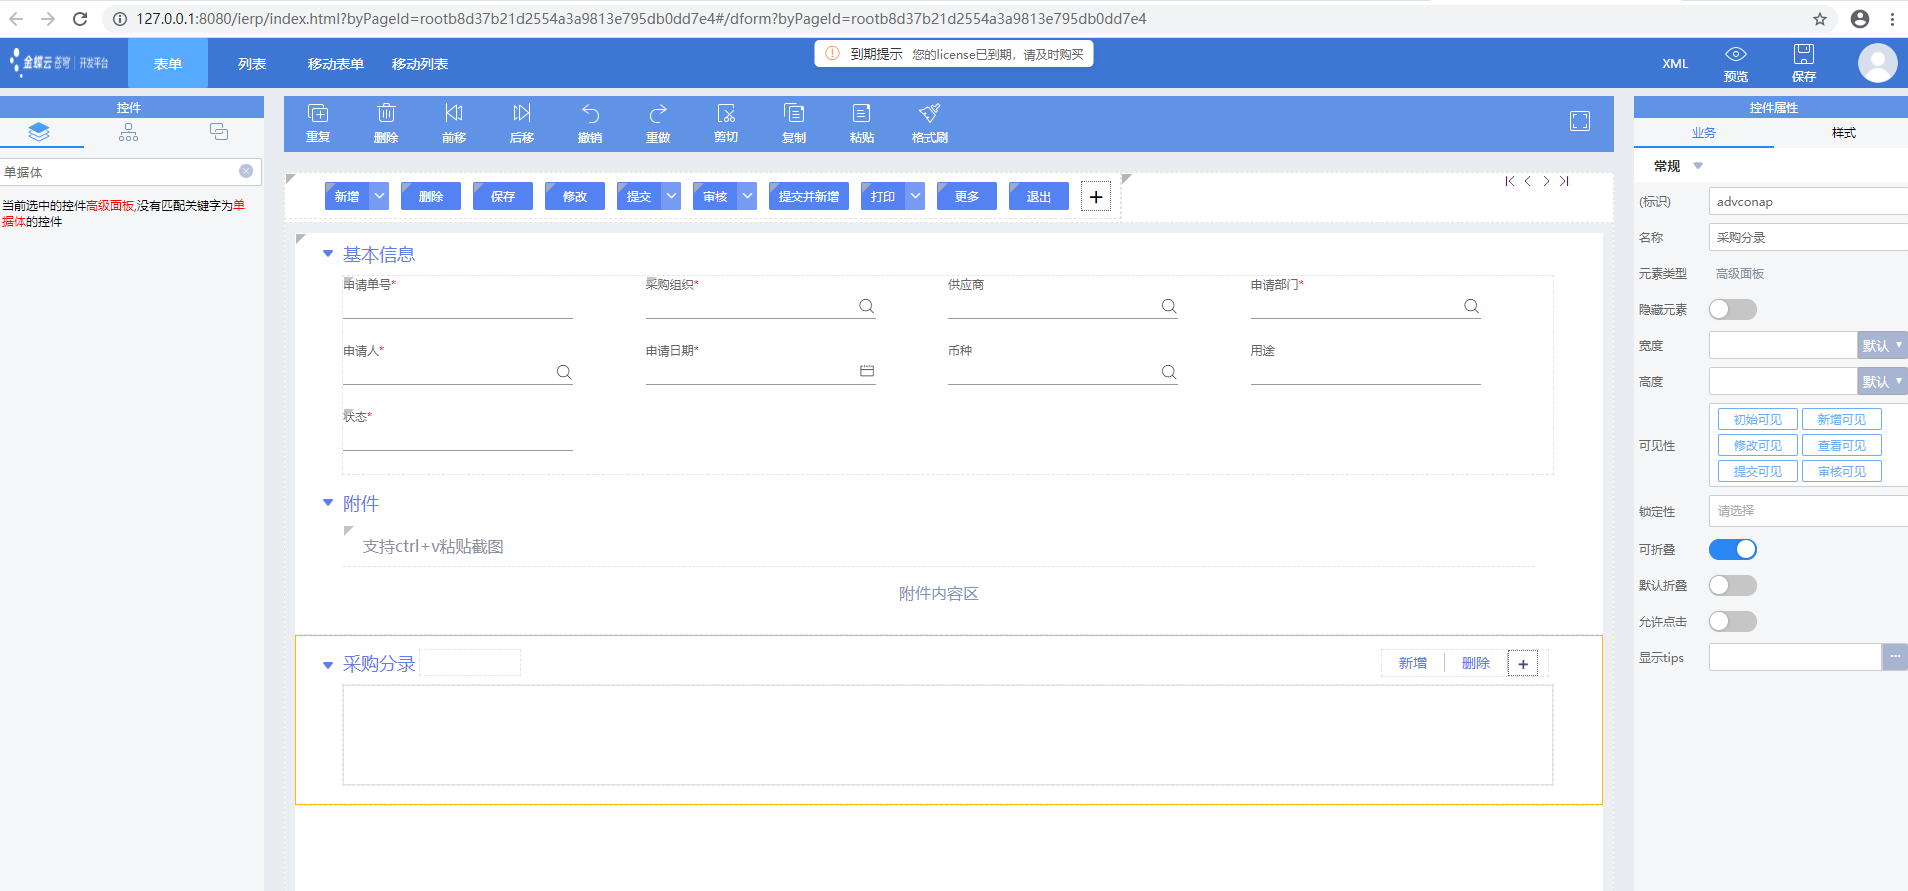 127.0.0.1:8080/ierp/index.html?byPageId=rootb8d37b21d2554a3a9813e795db0dd7e4#/dform?byPageId=rootb8d37b21d2554a3a9813e795db0dd7e4
金蝶云 苍穹 | 开发平台
表单
列表
移动表单
移动列表
到期提示 您的license已到期，请及时购买
XML
预览
保存
控件
单据体
当前选中的控件高级面板,没有匹配关键字为单
据体的控件
重复
删除
前移
后移
撤销
重做
剪切
复制
粘贴
格式刷
新增
删除
保存
修改
提交
审核
提交并新增
打印
更多
退出
基本信息
申请单号*
采购组织*
供应商
申请部门*
申请人*
申请日期*
币种
用途
状态*
附件
支持ctrl+v粘贴截图
附件内容区
采购分录
新增
删除
控件属性
业务
样式
常规
(标识) advconap
名称 采购分录
元素类型 高级面板
隐藏元素
宽度 默认
高度 默认
可见性
初始可见 新增可见
修改可见 查看可见
提交可见 审核可见
锁定性 请选择
可折叠
默认折叠
允许点击
显示tips